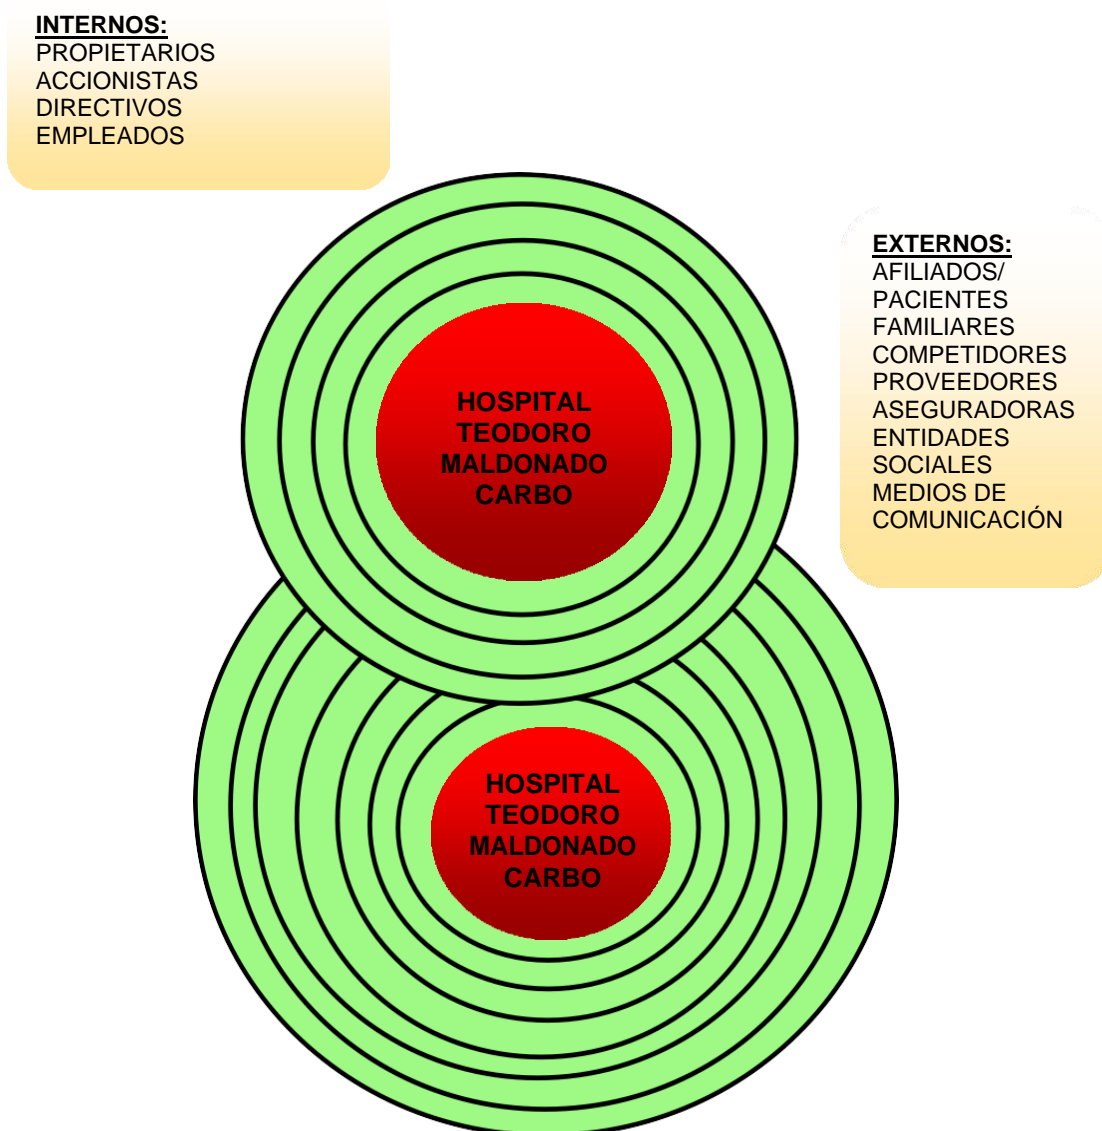 INTERNOS:
PROPIETARIOS
ACCIONISTAS
DIRECTIVOS
EMPLEADOS
EXTERNOS:
AFILIADOS/
PACIENTES
FAMILIARES
COMPETIDORES
PROVEEDORES
ASEGURADORAS
ENTIDADES
SOCIALES
MEDIOS DE
COMUNICACIÓN
HOSPITAL
TEODORO
MALDONADO
CARBO
HOSPITAL
TEODORO
MALDONADO
CARBO